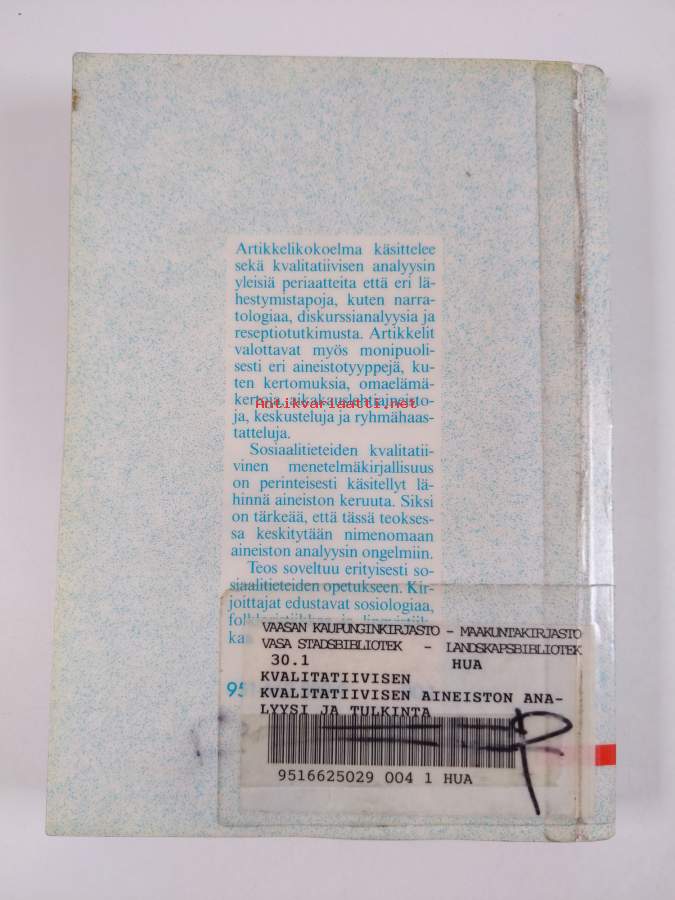 Artikkelikokoelma käsittelee
sekä kvalitatiivisen analyysin
yleisiä periaatteita että eri lä-
hestymistapoja, kuten narra-
tologiaa, diskurssianalyysia ja
reseptiotutkimusta. Artikkelit
valottavat myös monipuoli-
sesti eri aineistotyyppejä, ku-
ten kertomuksia, omaelämä-
kertoja, aikakauslehtiaineisto-
Antikvariaatti.net
ja, keskusteluja ja ryhmähaas-
tatteluja.
Sosiaalitieteiden kvalitatii-
vinen menetelmäkirjallisuus
on perinteisesti käsitellyt lä-
hinnä aineiston keruuta. Siksi
on tärkeää, että tässä teokses-
sa keskitytään nimenomaan
aineiston analyysin ongelmiin.
Teos soveltuu erityisesti so-
siaalitieteiden opetukseen. Kir-
joittajat edustavat sosiologiaa,
VAASAN KAUPUNGINKIRJASTO - MAAKUNTAKIRJASTO
VASA STADSBIBLIOTEK - LANDSKAPSBIBLIOTEK
30.1 HUA
KVALITATIIVISEN
KVALITATIIVISEN AINEISTON ANA-
LYYSI JA TULKINTA
9516625029 004 1 HUA